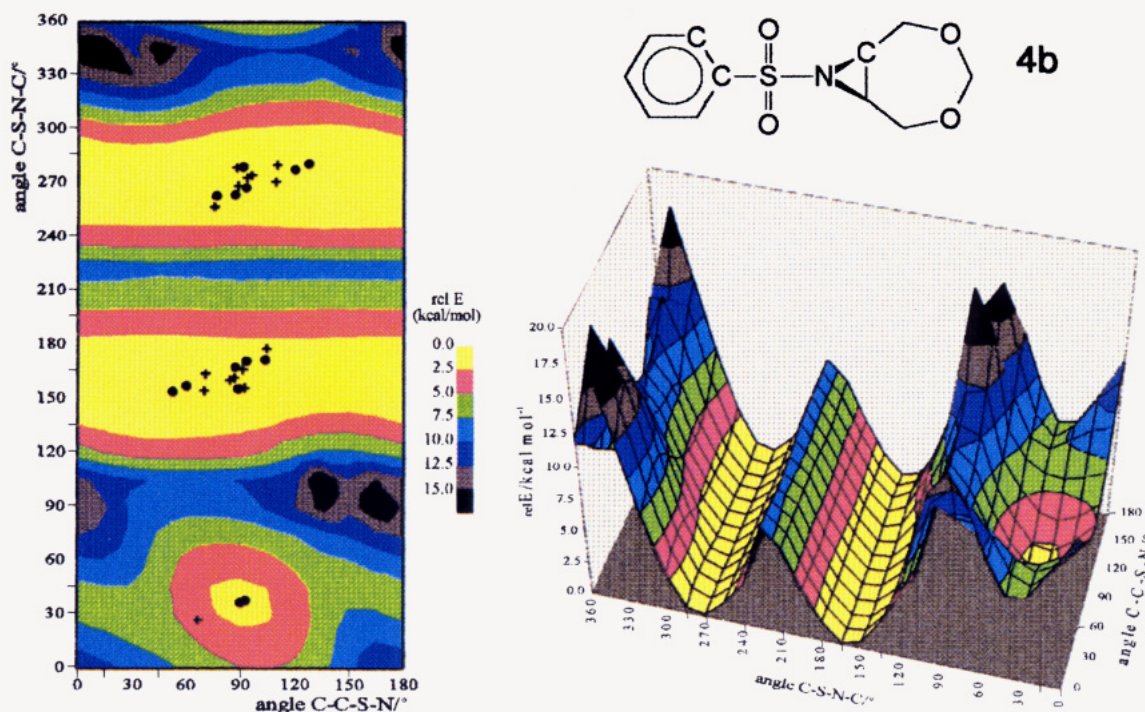 360
330
300
270
240
210
180
150
120
90
60
30
0
angle C-S-N-C/°
0 30 60 90 120 150 180
angle C-C-S-N/°
rel E
(kcal/mol)
0.0
2.5
5.0
7.5
10.0
12.5
15.0
C C O
O S N
O O
4b
20.0
17.5
15.0
12.5
10.0
7.5
5.0
2.5
0.0
relE/kcal mol⁻¹
360 330 300 270 240 210 180 150 120 90 60 30 0
angle C-S-N-C/°
180
150
120
90
60
30
0
angle C-C-S-N/°